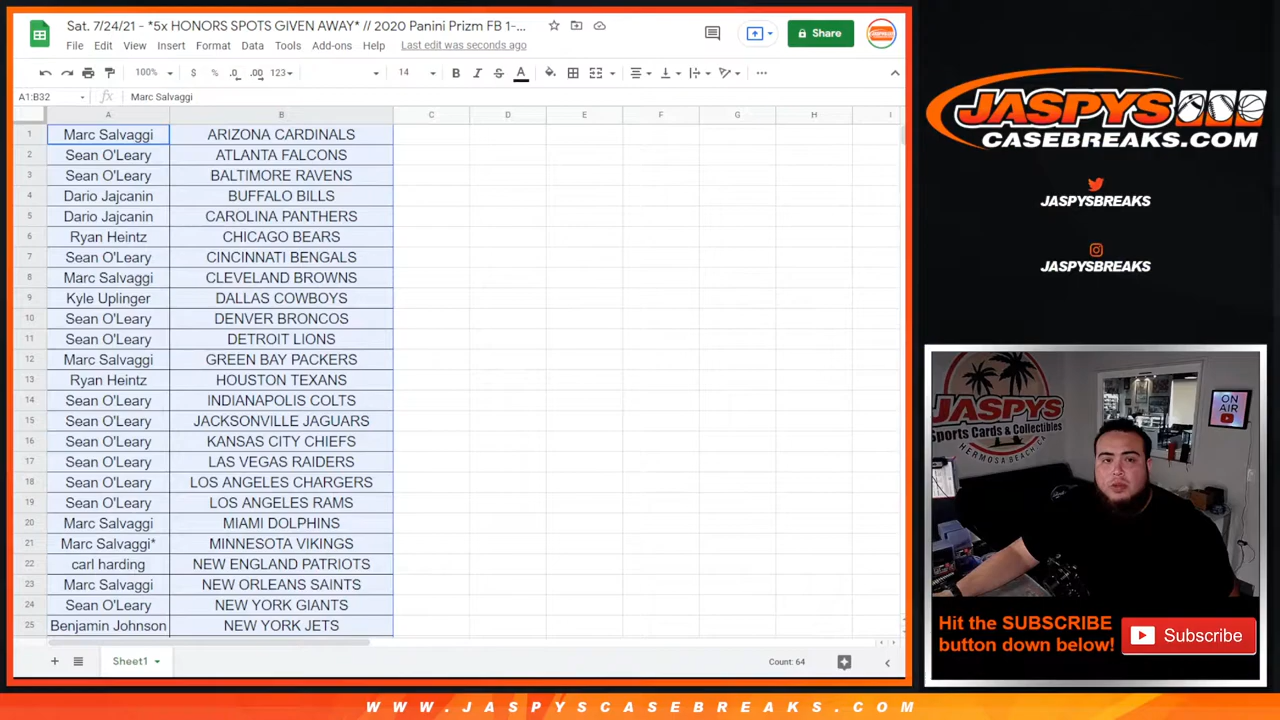 Sat. 7/24/21 - *5x HONORS SPOTS GIVEN AWAY* // 2020 Panini Prizm FB 1-...
File Edit View Insert Format Data Tools Add-ons Help Last edit was seconds ago
Share
100% $ % .0 .00 123 14 B I S A
A1:B32 fx Marc Salvaggi
A B C D E F G H I
1 Marc Salvaggi ARIZONA CARDINALS
2 Sean O'Leary ATLANTA FALCONS
3 Sean O'Leary BALTIMORE RAVENS
4 Dario Jajcanin BUFFALO BILLS
5 Dario Jajcanin CAROLINA PANTHERS
6 Ryan Heintz CHICAGO BEARS
7 Sean O'Leary CINCINNATI BENGALS
8 Marc Salvaggi CLEVELAND BROWNS
9 Kyle Uplinger DALLAS COWBOYS
10 Sean O'Leary DENVER BRONCOS
11 Sean O'Leary DETROIT LIONS
12 Marc Salvaggi GREEN BAY PACKERS
13 Ryan Heintz HOUSTON TEXANS
14 Sean O'Leary INDIANAPOLIS COLTS
15 Sean O'Leary JACKSONVILLE JAGUARS
16 Sean O'Leary KANSAS CITY CHIEFS
17 Sean O'Leary LAS VEGAS RAIDERS
18 Sean O'Leary LOS ANGELES CHARGERS
19 Sean O'Leary LOS ANGELES RAMS
20 Marc Salvaggi MIAMI DOLPHINS
21 Marc Salvaggi* MINNESOTA VIKINGS
22 carl harding NEW ENGLAND PATRIOTS
23 Marc Salvaggi NEW ORLEANS SAINTS
24 Sean O'Leary NEW YORK GIANTS
25 Benjamin Johnson NEW YORK JETS
Sheet1 Count: 64
JASPYS
CASEBREAKS.COM
JASPYSBREAKS
JASPYSBREAKS
JASPYS
Sports Cards & Collectibles
HERMOSA BEACH, CA
ON
AIR
Hit the SUBSCRIBE
button down below!
Subscribe
WWW.JASPYSCASEBREAKS.COM